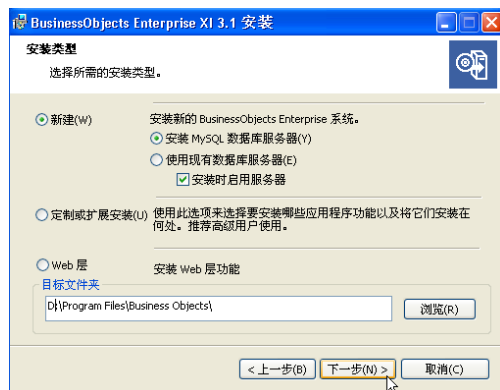 BusinessObjects Enterprise XI 3.1 安装
安装类型
选择所需的安装类型。
新建(W)
安装新的 BusinessObjects Enterprise 系统。
安装 MySQL 数据库服务器(Y)
使用现有数据库服务器(E)
安装时启用服务器
定制或扩展安装(U)
使用此选项来选择要安装哪些应用程序功能以及将它们安装在
何处。推荐高级用户使用。
Web 层
安装 Web 层功能
目标文件夹
D:\Program Files\Business Objects\
浏览(R)
< 上一步(B)
下一步(N) >
取消(C)